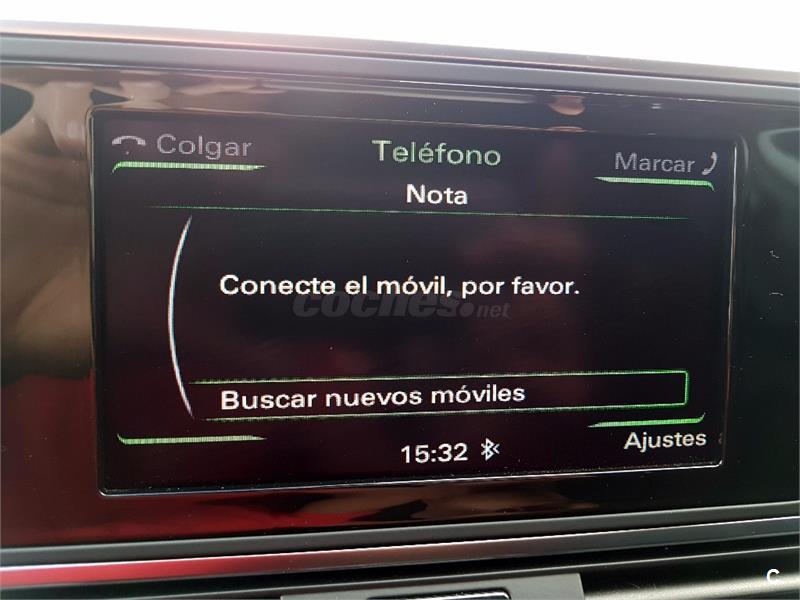 Colgar
Teléfono
Marcar
Nota
Conecte el móvil, por favor.
coches.net
Buscar nuevos móviles
15:32
Ajustes
C